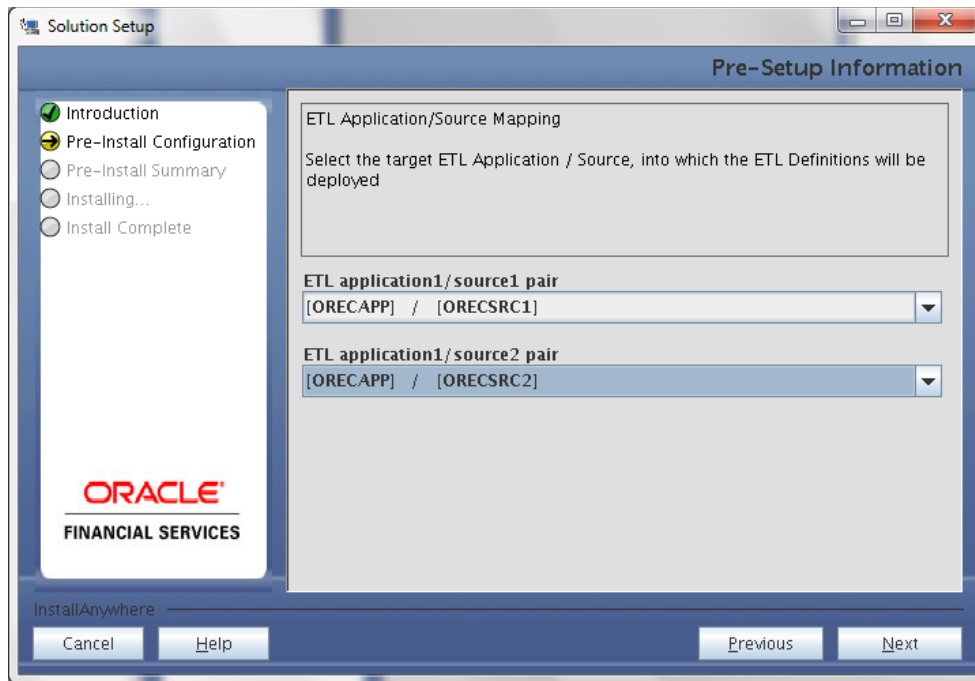 Solution Setup
Pre-Setup Information
Introduction
Pre-Install Configuration
Pre-Install Summary
Installing...
Install Complete
ORACLE'
FINANCIAL SERVICES
ETL Application/Source Mapping
Select the target ETL Application / Source, into which the ETL Definitions will be
deployed
ETL application1/source1 pair
[ORECAPP] / [ORECSRC1]
ETL application1/source2 pair
[ORECAPP] / [ORECSRC2]
InstallAnywhere
Cancel
Help
Previous
Next